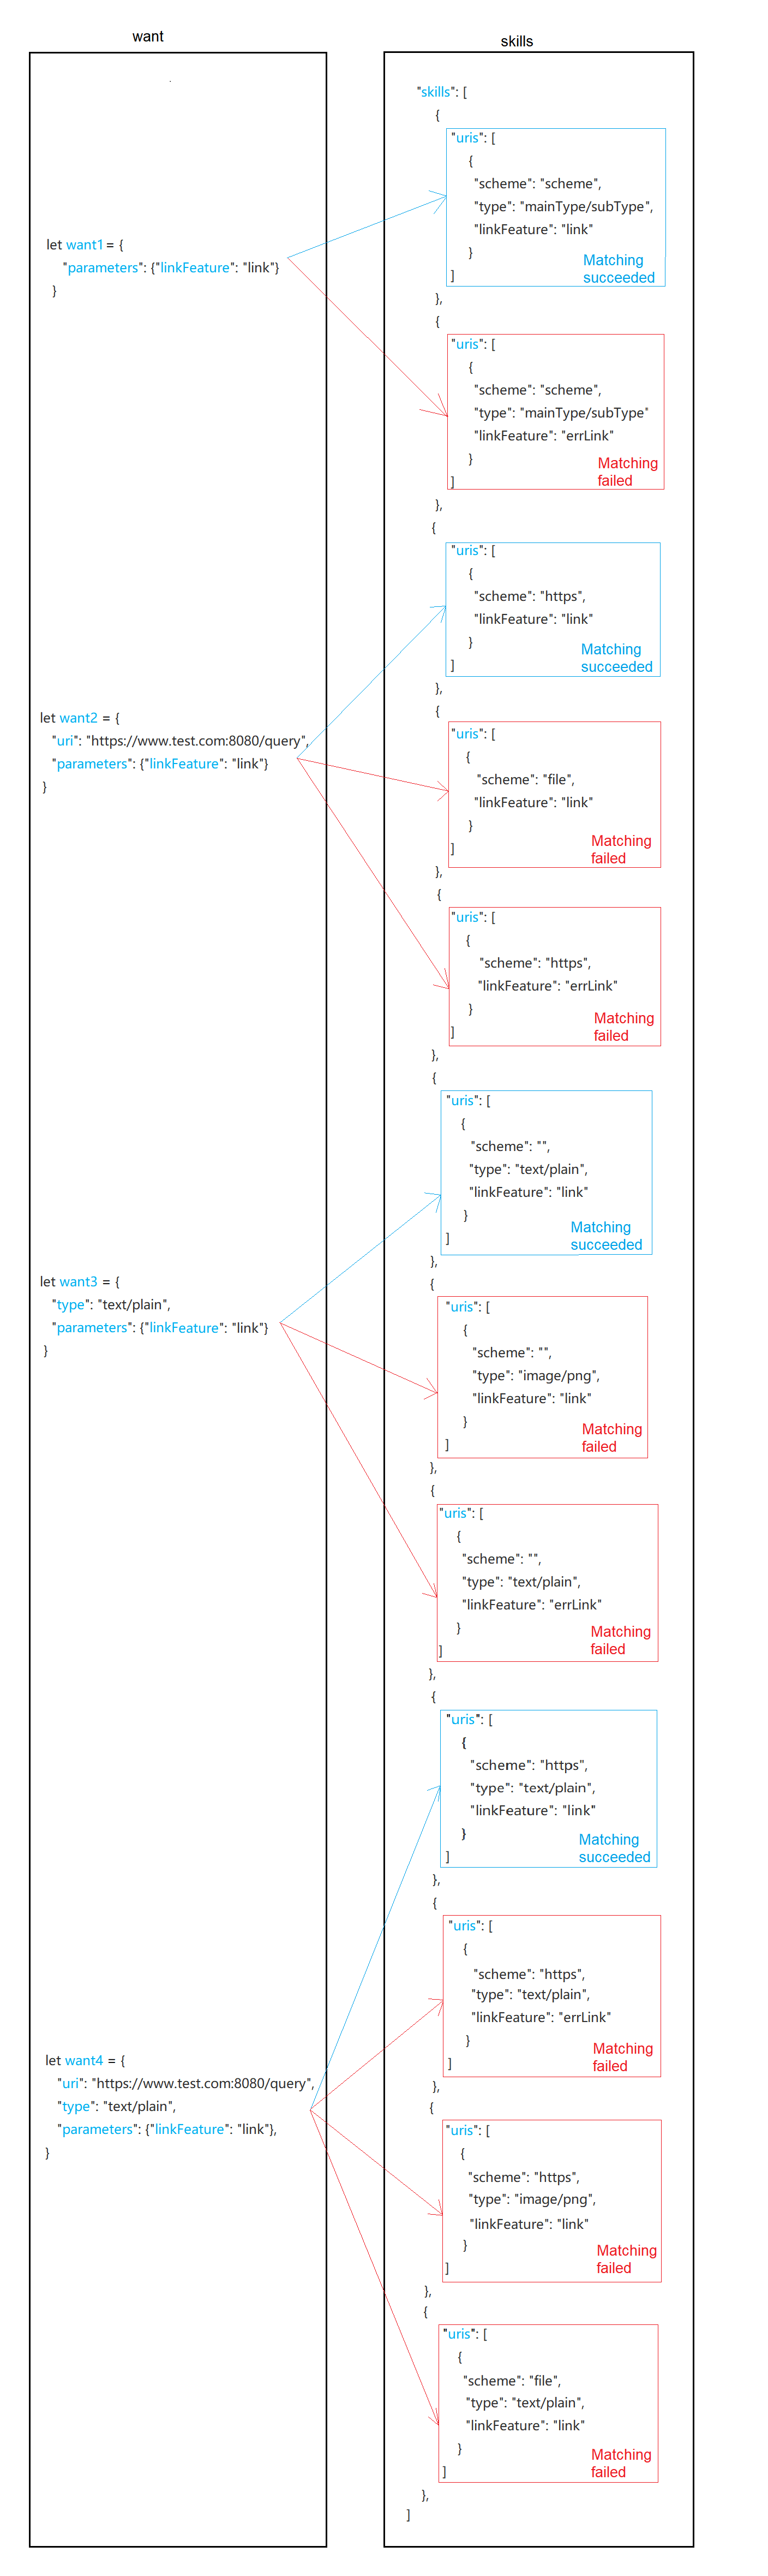 want
let want1 = {
"parameters": {"linkFeature": "link"}
}
let want2 = {
"uri": "https://www.test.com:8080/query",
"parameters": {"linkFeature": "link"}
}
let want3 = {
"type": "text/plain",
"parameters": {"linkFeature": "link"}
}
let want4 = {
"uri": "https://www.test.com:8080/query",
"type": "text/plain",
"parameters": {"linkFeature": "link"},
}
skills
"skills": [
{
"uris": [
{
"scheme": "scheme",
"type": "mainType/subType",
"linkFeature": "link"
}
]
Matching
succeeded
},
{
"uris": [
{
"scheme": "scheme",
"type": "mainType/subType"
"linkFeature": "errLink"
}
]
Matching
failed
},
{
"uris": [
{
"scheme": "https",
"linkFeature": "link"
}
]
Matching
succeeded
},
{
"uris": [
{
"scheme": "file",
"linkFeature": "link"
}
]
Matching
failed
},
{
"uris": [
{
"scheme": "https",
"linkFeature": "errLink"
}
]
Matching
failed
},
{
"uris": [
{
"scheme": "",
"type": "text/plain",
"linkFeature": "link"
}
]
Matching
succeeded
},
{
"uris": [
{
"scheme": "",
"type": "image/png",
"linkFeature": "link"
}
]
Matching
failed
},
{
"uris": [
{
"scheme": "",
"type": "text/plain",
"linkFeature": "errLink"
}
]
Matching
failed
},
{
"uris": [
{
"scheme": "https",
"type": "text/plain",
"linkFeature": "link"
}
]
Matching
succeeded
},
{
"uris": [
{
"scheme": "https",
"type": "text/plain",
"linkFeature": "errLink"
}
]
Matching
failed
},
{
"uris": [
{
"scheme": "https",
"type": "image/png",
"linkFeature": "link"
}
]
Matching
failed
},
{
"uris": [
{
"scheme": "file",
"type": "text/plain",
"linkFeature": "link"
}
]
Matching
failed
},
]